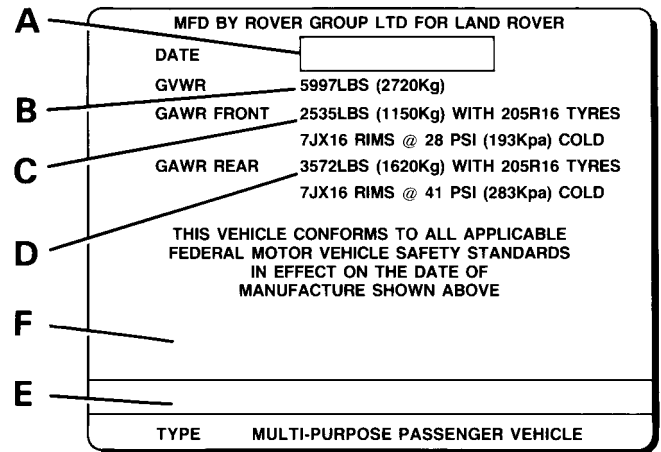 MFD BY ROVER GROUP LTD FOR LAND ROVER
A
DATE
B
GVWR 5997LBS (2720Kg)
C
GAWR FRONT 2535LBS (1150Kg) WITH 205R16 TYRES
7JX16 RIMS @ 28 PSI (193Kpa) COLD
D
GAWR REAR 3572LBS (1620Kg) WITH 205R16 TYRES
7JX16 RIMS @ 41 PSI (283Kpa) COLD
THIS VEHICLE CONFORMS TO ALL APPLICABLE
FEDERAL MOTOR VEHICLE SAFETY STANDARDS
IN EFFECT ON THE DATE OF
MANUFACTURE SHOWN ABOVE
F
E
TYPE MULTI-PURPOSE PASSENGER VEHICLE